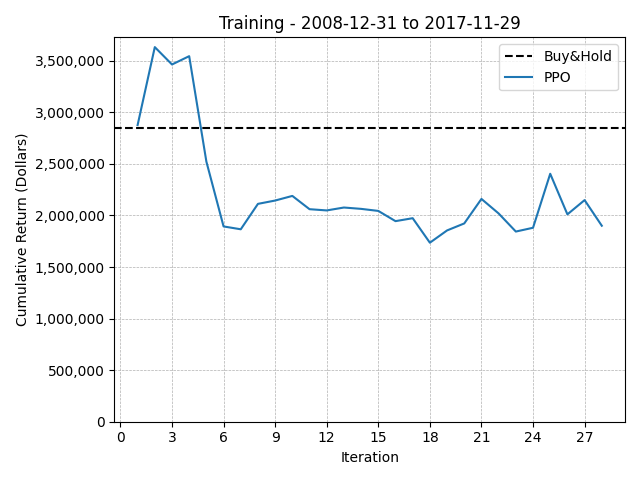 Training - 2008-12-31 to 2017-11-29
Buy&Hold
PPO
3,500,000
3,000,000
2,500,000
2,000,000
1,500,000
1,000,000
500,000
0
Cumulative Return (Dollars)
0 3 6 9 12 15 18 21 24 27
Iteration